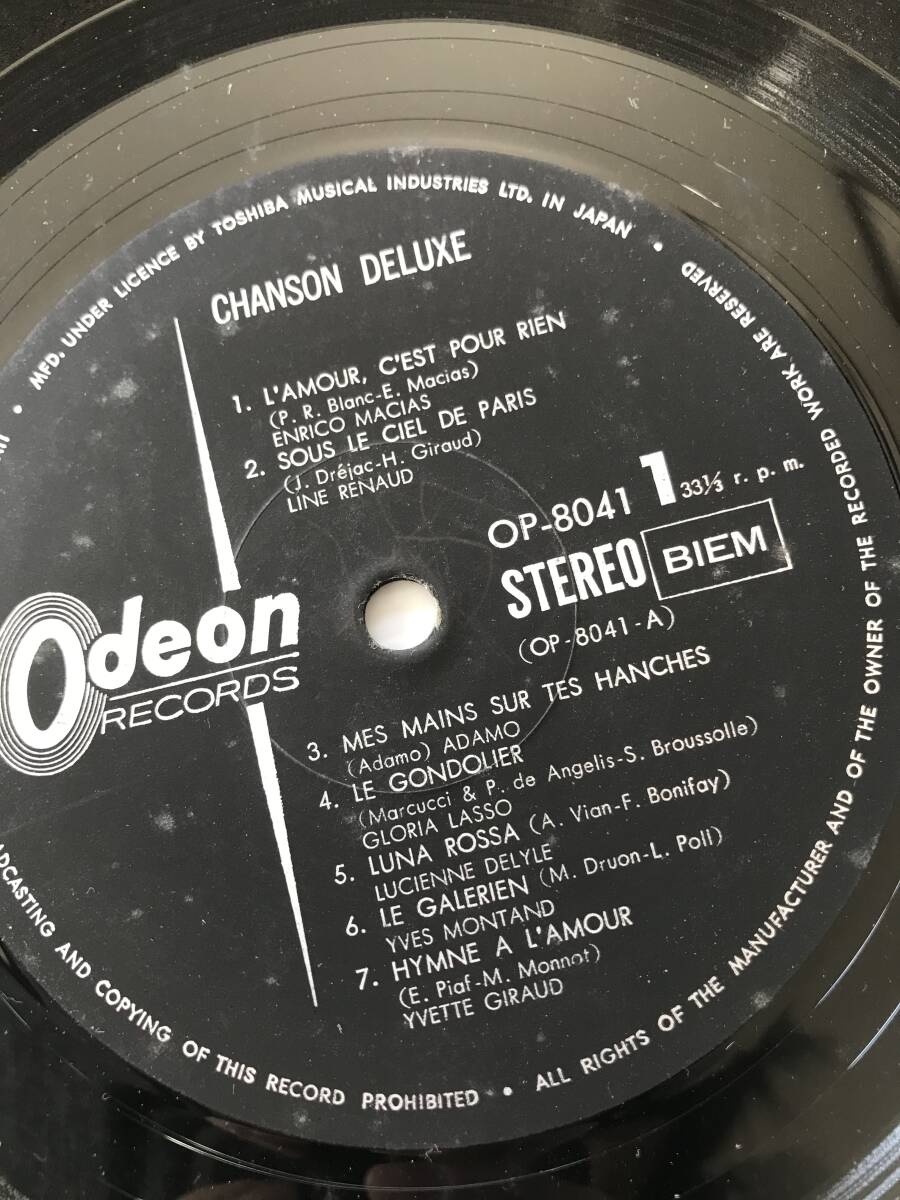 MFD. UNDER LICENCE BY TOSHIBA MUSICAL INDUSTRIES LTD. IN JAPAN •
CHANSON DELUXE
1. L'AMOUR, C'EST POUR RIEN
(P. R. Blanc-E. Macias)
ENRICO MACIAS
2. SOUS LE CIEL DE PARIS
(J. Dréjac-H. Giraud)
LINE RENAUD
OP-8041 1 33⅓ r. p. m.
STEREO BIEM
(OP-8041-A)
Odeon
RECORDS
3. MES MAINS SUR TES HANCHES
(Adamo) ADAMO
4. LE GONDOLIER
(Marcucci & P. de Angelis-S. Broussolle)
GLORIA LASSO
5. LUNA ROSSA (A. Vian-F. Bonifay)
LUCIENNE DELYLE
6. LE GALERIEN (M. Druon-L. Poll)
YVES MONTAND
7. HYMNE A L'AMOUR
(E. Piaf-M. Monnot)
YVETTE GIRAUD
ALL RIGHTS OF THE MANUFACTURER AND OF THE OWNER OF THE RECORDED WORK ARE RESERVED
AND COPYING OF THIS RECORD PROHIBITED •